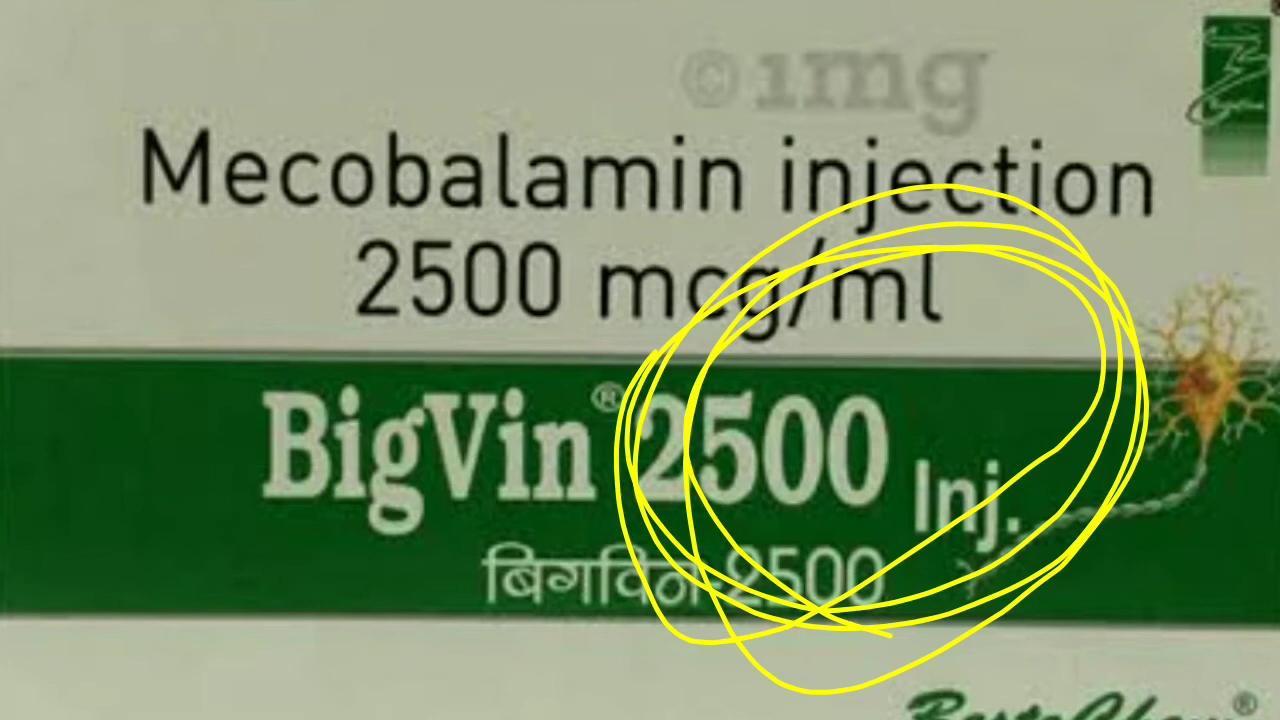 ©1mg
Mecobalamin injection
2500 mcg/ml
BigVin® 2500 Inj.
बिगविन-2500
®